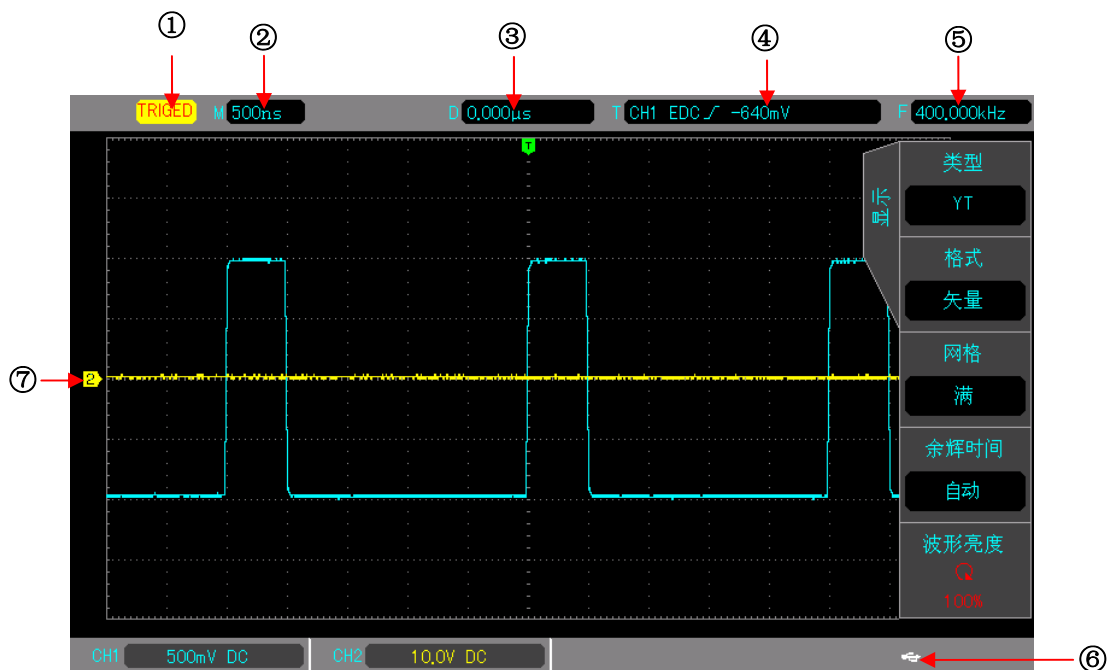 ① ② ③ ④ ⑤
TRIGED M 500ns D 0.000μs T CH1 EDC -640mV F 400.000kHz
T
显示
类型
YT
格式
矢量
网格
满
余辉时间
自动
波形亮度
100%
⑦ 2
CH1 500mV DC CH2 10.0V DC
⑥